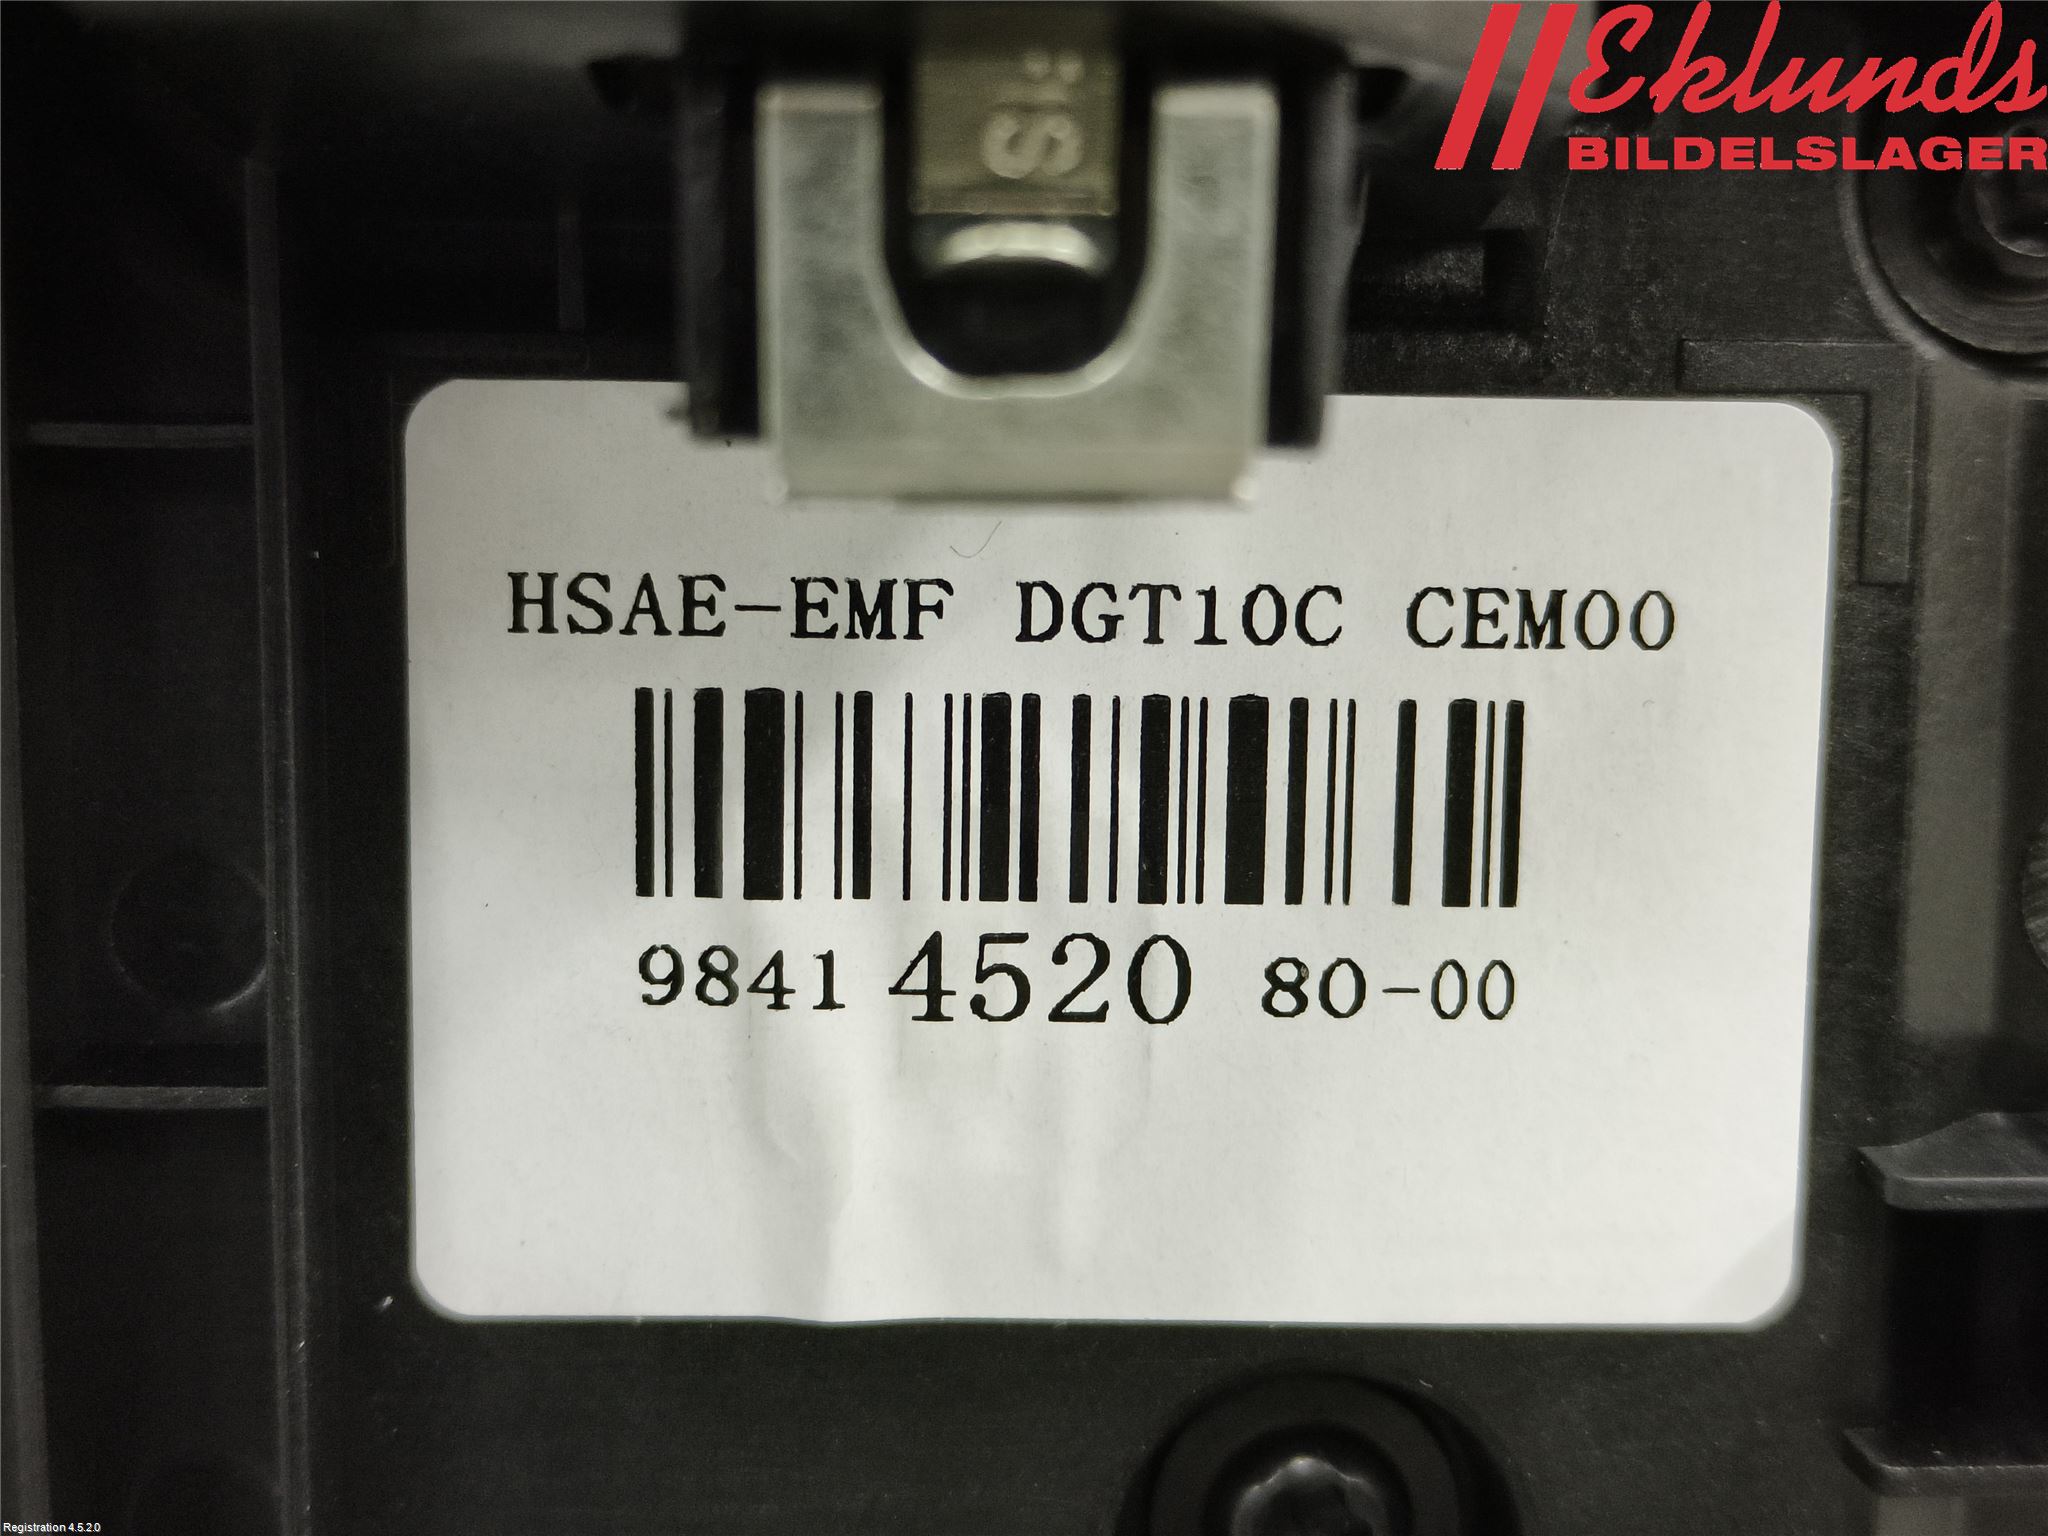 Eklunds
BILDELSLAGER
HSAE-EMF DGT10C CEM00
9841 4520 80-00
Registration 4.5.2.0